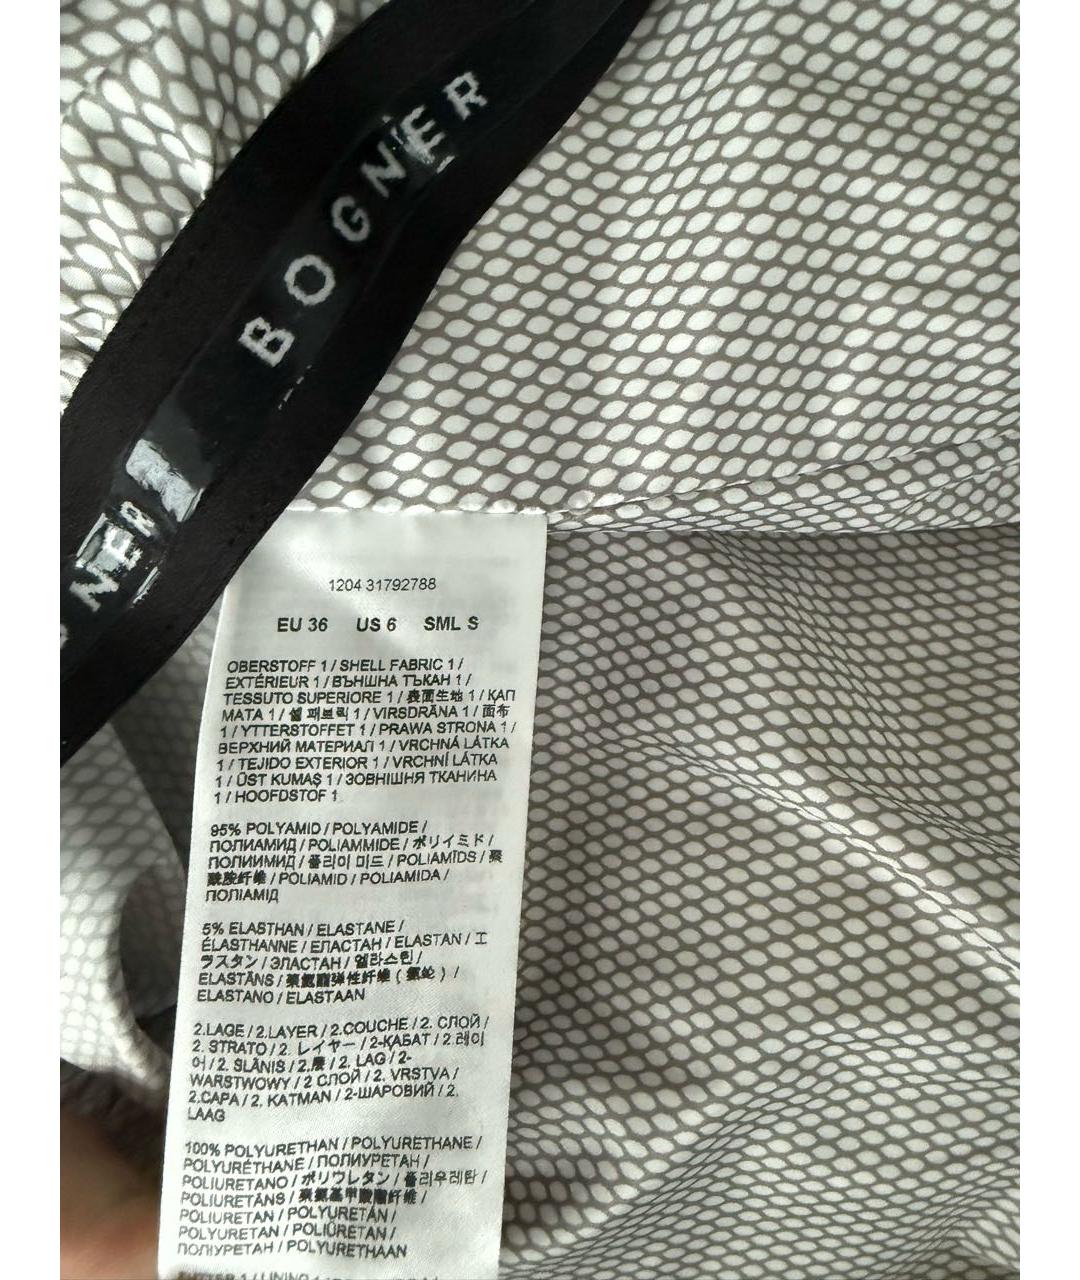 BOGNER
NER
1204 31792788
EU 36 US 6 SML S
OBERSTOFF 1 / SHELL FABRIC 1 /
EXTÉRIEUR 1 / ВЪНШНА ТЪКАН 1 /
TESSUTO SUPERIORE 1 / 表面生地 1 / ҚАП
МАТА 1 / 셸 패브릭 1 / VIRSDRĀNA 1 / 面布
1 / YTTERSTOFFET 1 / PRAWA STRONA 1 /
ВЕРХНИЙ МАТЕРИАЛ 1 / VRCHNÁ LÁTKA
1 / TEJIDO EXTERIOR 1 / VRCHNÍ LÁTKA
1 / ÜST KUMAŞ 1 / ЗОВНІШНЯ ТКАНИНА
1 / HOOFDSTOF 1
95% POLYAMID / POLYAMIDE /
ПОЛИАМИД / POLIAMMIDE / ポリイミド /
ПОЛИИМИД / 폴리이 미드 / POLIAMĪDS / 聚
酰胺纤维 / POLIAMID / POLIAMIDA /
ПОЛІАМІД
5% ELASTHAN / ELASTANE /
ÉLASTHANNE / ЕЛАСТАН / ELASTAN / エ
ラスタン / ЭЛАСТАН / 엘라스틴 /
ELASTĀNS / 聚氨酯弹性纤维 ( 氨纶 ) /
ELASTANO / ELASTAAN
2.LAGE / 2.LAYER / 2.COUCHE / 2. СЛОЙ /
2. STRATO / 2. レイヤー / 2-ҚАБАТ / 2.레이
어 / 2. SLĀNIS / 2.层 / 2. LAG / 2-
WARSTWOWY / 2 СЛОЙ / 2. VRSTVA /
2.CAPA / 2. KATMAN / 2-ШАРОВИЙ / 2.
LAAG
100% POLYURETHAN / POLYURETHANE /
POLYURÉTHANE / ПОЛИУРЕТАН /
POLIURETANO / ポリウレタン / 폴리우레탄 /
POLIURETĀNS / 聚氨基甲酸酯纤维 /
POLIURETAN / POLYURETÁN /
POLYURETAN / POLIÜRETAN /
ПОЛІУРЕТАН / POLYURETHAAN